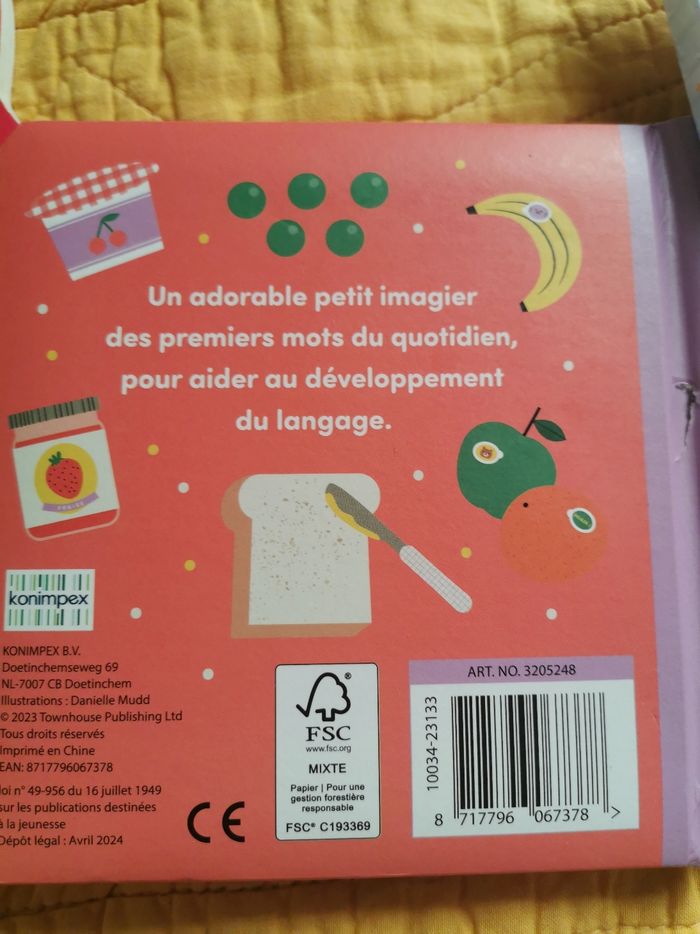 Un adorable petit imagier
des premiers mots du quotidien,
pour aider au développement
du langage.
konimpex
KONIMPEX B.V.
Doetinchemseweg 69
NL-7007 CB Doetinchem
Illustrations : Danielle Mudd
© 2023 Townhouse Publishing Ltd
Tous droits réservés
Imprimé en Chine
EAN: 8717796067378
loi n° 49-956 du 16 juillet 1949
sur les publications destinées
à la jeunesse
Dépôt légal : Avril 2024
CE
®
FSC
www.fsc.org
MIXTE
Papier | Pour une
gestion forestière
responsable
FSC® C193369
ART. NO. 3205248
10034-23133
8 717796 067378 >